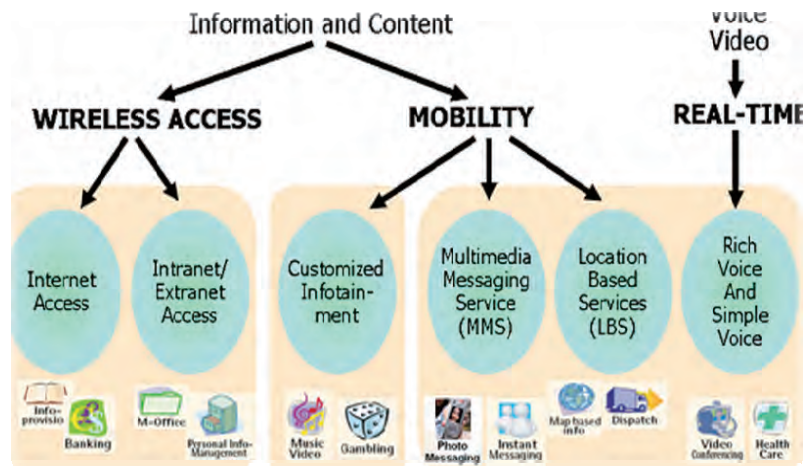 Information and Content
Voice
Video
WIRELESS ACCESS
MOBILITY
REAL-TIME
Internet
Access
Intranet/
Extranet
Access
Customized
Infotain-
ment
Multimedia
Messaging
Service
(MMS)
Location
Based
Services
(LBS)
Rich
Voice
And
Simple
Voice
Info-
provisio
Banking
M-Office
Personal Info-
Management
Music
Video
Gambling
Photo
Messaging
Instant
Messaging
Map based
info
Dispatch
Video
Conferencing
Health
Care